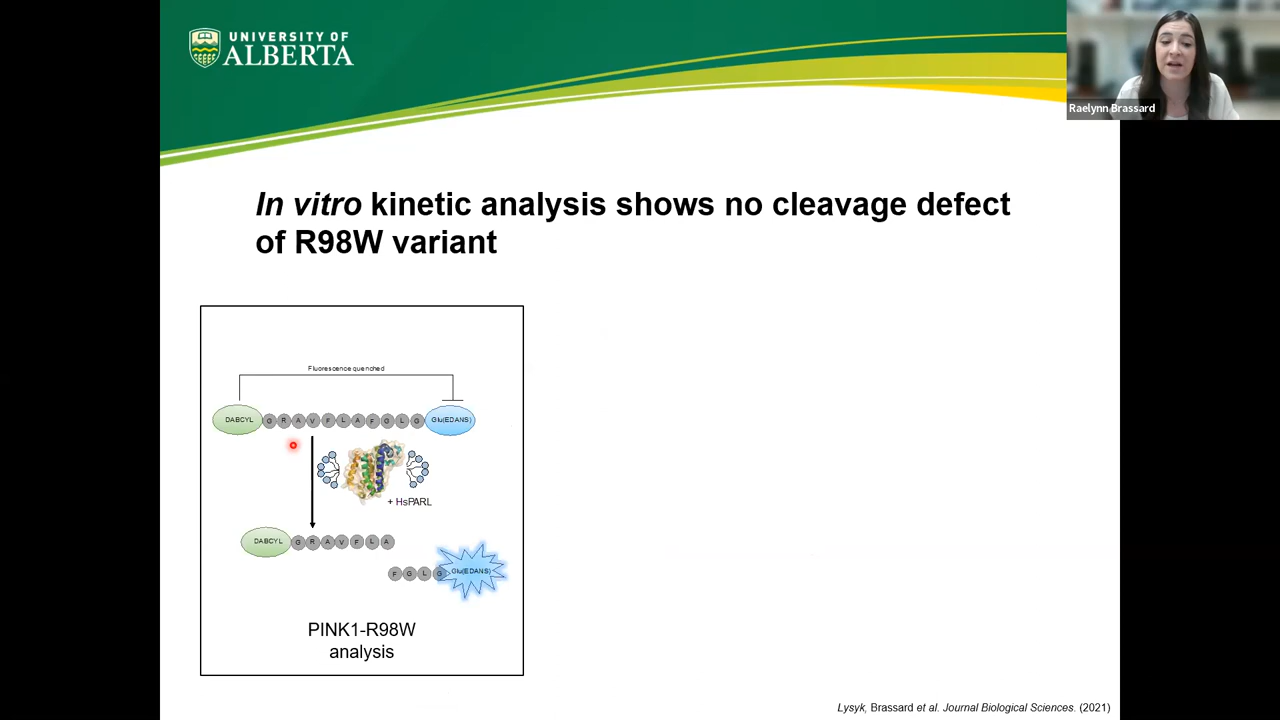 UNIVERSITY OF
ALBERTA
Raelynn Brassard
In vitro kinetic analysis shows no cleavage defect
of R98W variant
Fluorescence quenched
DABCYL G R A V F L A F G L G Glu(EDANS)
+ HsPARL
DABCYL G R A V F L A
F G L G Glu(EDANS)
PINK1-R98W
analysis
Lysyk, Brassard et al. Journal Biological Sciences. (2021)